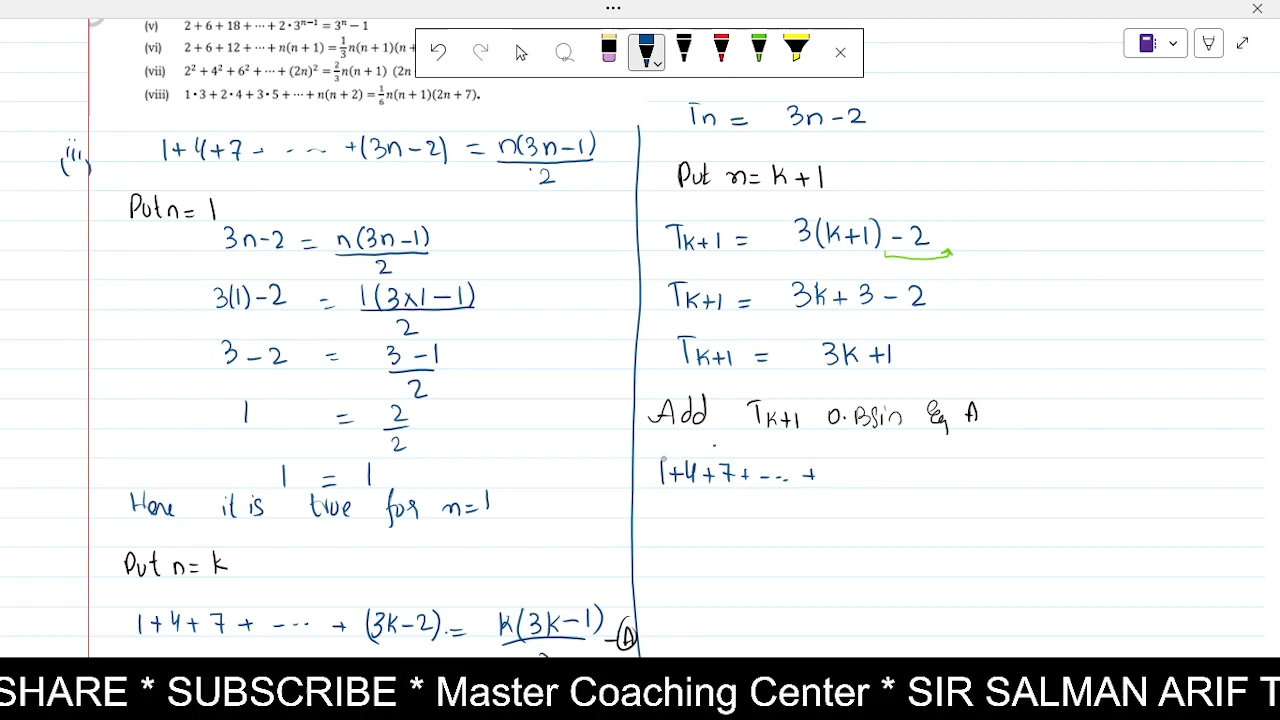 (v) 2 + 6 + 18 + ⋯ + 2 • 3ⁿ⁻¹ = 3ⁿ − 1
(vi) 2 + 6 + 12 + ⋯ + n(n + 1) = 1/3 n(n + 1)(n +
(vii) 2² + 4² + 6² + ⋯ + (2n)² = 2/3 n(n + 1) (2n
(viii) 1 • 3 + 2 • 4 + 3 • 5 + ⋯ + n(n + 2) = 1/6 n(n + 1)(2n + 7).
(iii) 1+4+7+ ---- +(3n-2) = n(3n-1)/2
Put n= 1
3n-2 = n(3n-1)/2
3(1)-2 = 1(3×1-1)/2
3-2 = 3-1/2
1 = 2/2
1 = 1
Here it is true for n=1
Put n= k
1+4+7+ ---- + (3k-2) = k(3k-1) -(A)
Tn = 3n-2
Put n= k+1
Tk+1 = 3(k+1) -2
Tk+1 = 3k+3-2
Tk+1 = 3k+1
Add Tk+1 O.B.S in Eq A
1+4+7+ ---- +
SHARE * SUBSCRIBE * Master Coaching Center * SIR SALMAN ARIF T